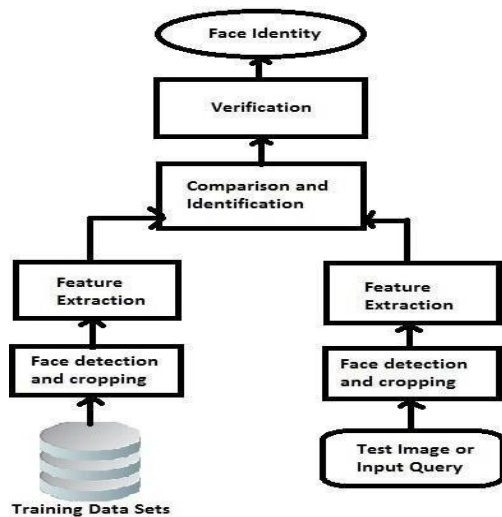 Face Identity
Verification
Comparison and
Identification
Feature
Extraction
Feature
Extraction
Face detection
and cropping
Face detection
and cropping
Test Image or
Input Query
Training Data Sets